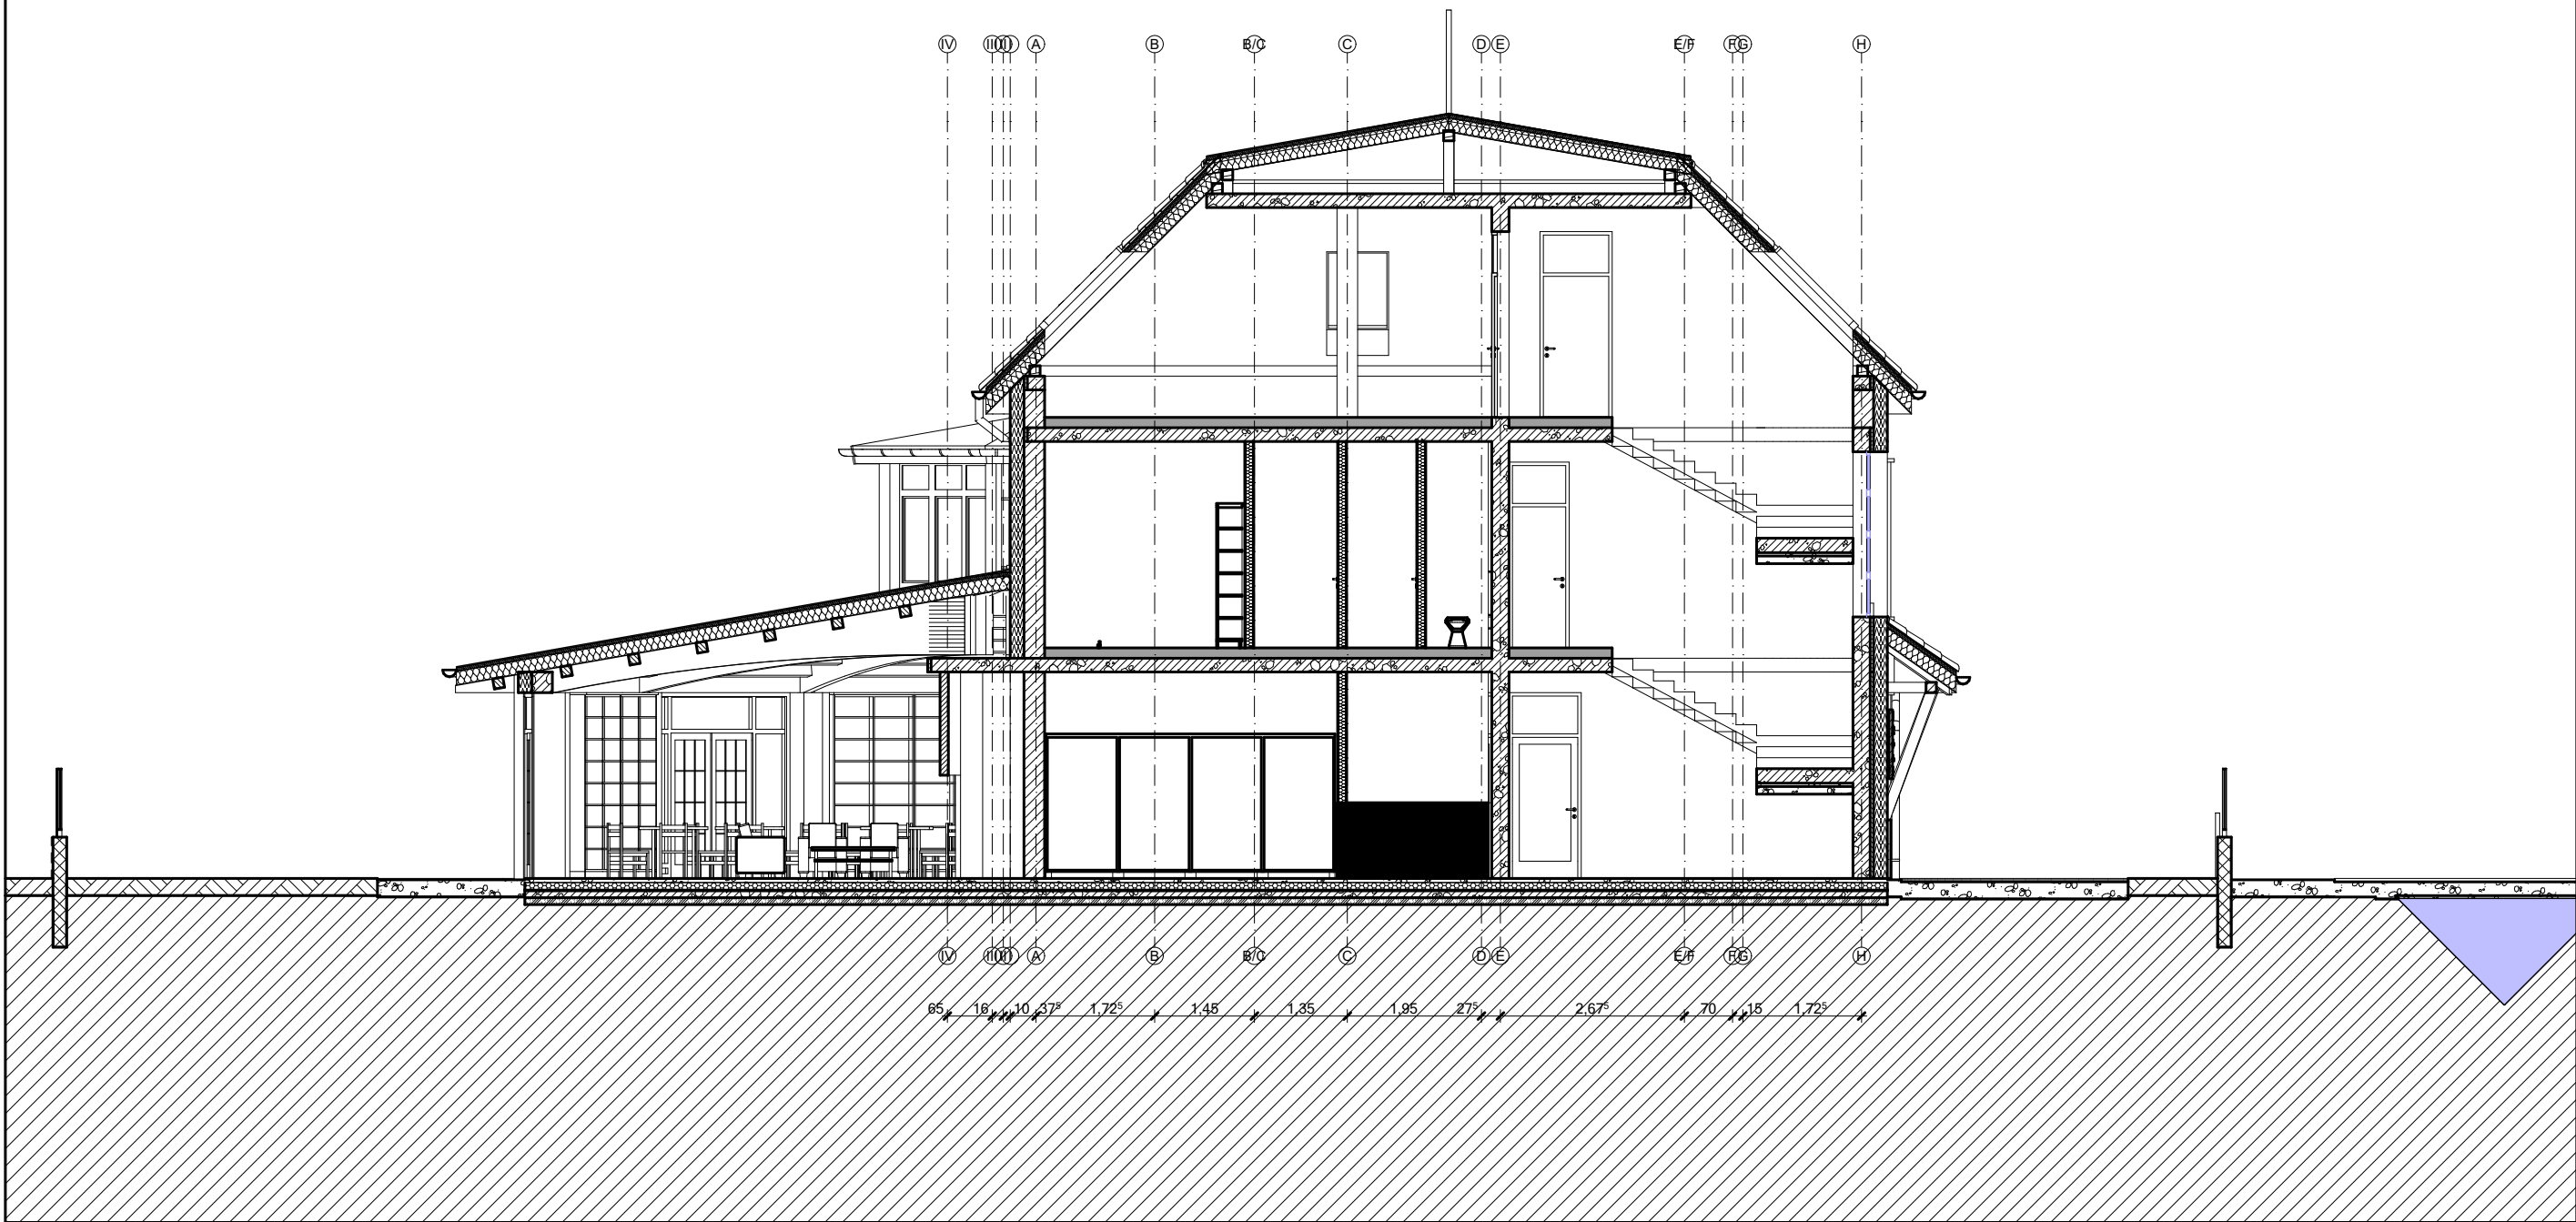 IV III II I A B B/C C D E E/F F G H
IV III II I A B B/C C D E E/F F G H
65 16 10 37⁵ 1,72⁵ 1,45 1,35 1,95 27⁵ 2,67⁵ 70 15 1,72⁵